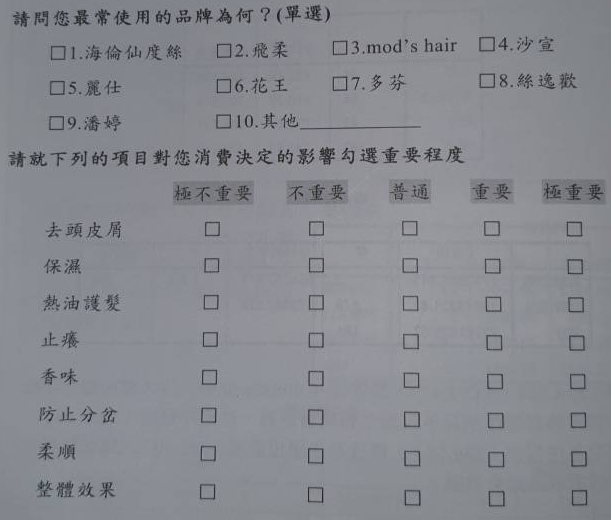 請問您最常使用的品牌為何？(單選)
□1.海倫仙度絲 □2.飛柔 □3.mod's hair □4.沙宣
□5.麗仕 □6.花王 □7.多芬 □8.絲逸歡
□9.潘婷 □10.其他____________
請就下列的項目對您消費決定的影響勾選重要程度
極不重要 不重要 普通 重要 極重要
去頭皮屑 □ □ □ □ □
保濕 □ □ □ □ □
熱油護髮 □ □ □ □ □
止癢 □ □ □ □ □
香味 □ □ □ □ □
防止分岔 □ □ □ □ □
柔順 □ □ □ □ □
整體效果 □ □ □ □ □